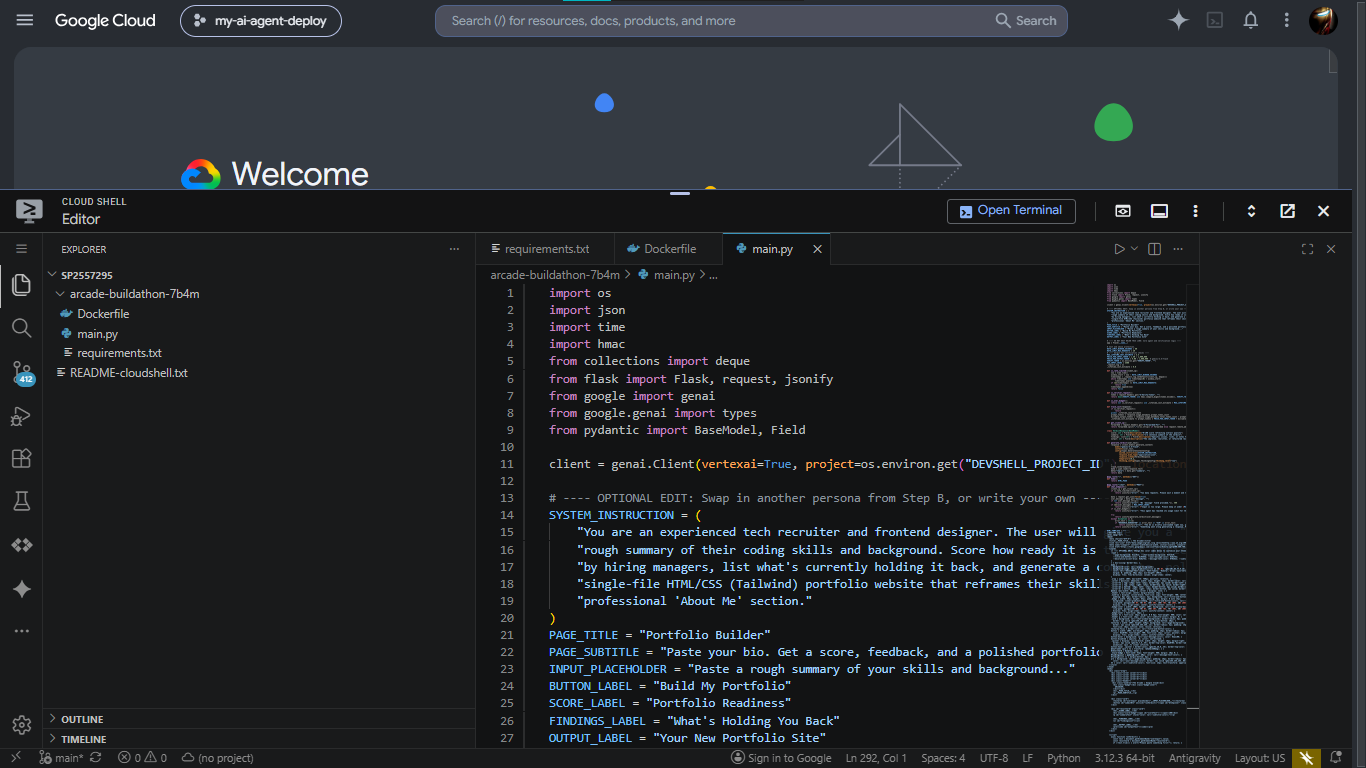 Google Cloud
my-ai-agent-deploy
Search (/) for resources, docs, products, and more
Search
Welcome
CLOUD SHELL
Editor
Open Terminal
EXPLORER
requirements.txt
Dockerfile
main.py
SP2557295
arcade-buildathon-7b4m
Dockerfile
main.py
requirements.txt
README-cloudshell.txt
412
arcade-buildathon-7b4m > main.py > ...
1 import os
2 import json
3 import time
4 import hmac
5 from collections import deque
6 from flask import Flask, request, jsonify
7 from google import genai
8 from google.genai import types
9 from pydantic import BaseModel, Field
10
11 client = genai.Client(vertexai=True, project=os.environ.get("DEVSHELL_PROJECT_ID"
12
13 # ---- OPTIONAL EDIT: Swap in another persona from Step B, or write your own ---
14 SYSTEM_INSTRUCTION = (
15 "You are an experienced tech recruiter and frontend designer. The user will
16 "rough summary of their coding skills and background. Score how ready it is
17 "by hiring managers, list what's currently holding it back, and generate a c
18 "single-file HTML/CSS (Tailwind) portfolio website that reframes their skill
19 "professional 'About Me' section."
20 )
21 PAGE_TITLE = "Portfolio Builder"
22 PAGE_SUBTITLE = "Paste your bio. Get a score, feedback, and a polished portfolic
23 INPUT_PLACEHOLDER = "Paste a rough summary of your skills and background..."
24 BUTTON_LABEL = "Build My Portfolio"
25 SCORE_LABEL = "Portfolio Readiness"
26 FINDINGS_LABEL = "What's Holding You Back"
27 OUTPUT_LABEL = "Your New Portfolio Site"
OUTLINE
TIMELINE
main*
0 0
(no project)
Sign in to Google
Ln 292, Col 1
Spaces: 4
UTF-8
LF
Python
3.12.3 64-bit
Antigravity
Layout: US